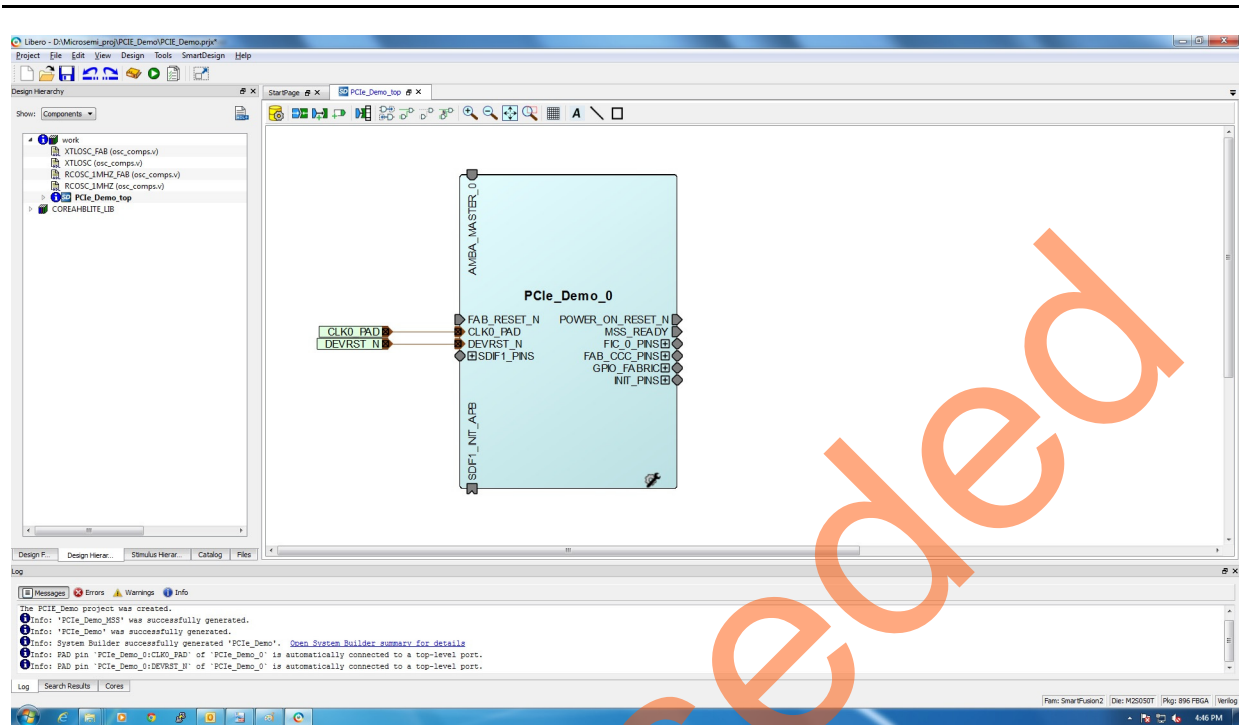 Libero - D:\Microsemi_proj\PCIE_Demo\PCIE_Demo.prjx*
Project File Edit View Design Tools SmartDesign Help
Design Hierarchy
StartPage
PCIe_Demo_top
Show: Components
work
XTLOSC_FAB (osc_comps.v)
XTLOSC (osc_comps.v)
RCOSC_1MHZ_FAB (osc_comps.v)
RCOSC_1MHZ (osc_comps.v)
PCIe_Demo_top
COREAHBLITE_LIB
A
AMBA_MASTER_0
PCIe_Demo_0
FAB_RESET_N POWER_ON_RESET_N
CLK0_PAD CLK0_PAD MSS_READY
DEVRST_N DEVRST_N FIC_0_PINS
SDIF1_PINS FAB_CCC_PINS
GPIO_FABRIC
INIT_PINS
SDIF1_INIT_APB
Design F... Design Hierar... Stimulus Hierar... Catalog Files
Log
Messages Errors Warnings Info
The PCIE_Demo project was created.
Info: 'PCIe_Demo_MSS' was successfully generated.
Info: 'PCIe_Demo' was successfully generated.
Info: System Builder successfully generated 'PCIe_Demo'. Open System Builder summary for details
Info: PAD pin 'PCIe_Demo_0:CLK0_PAD' of 'PCIe_Demo_0' is automatically connected to a top-level port.
Info: PAD pin 'PCIe_Demo_0:DEVRST_N' of 'PCIe_Demo_0' is automatically connected to a top-level port.
Log Search Results Cores
Fam: SmartFusion2 Die: M2S050T Pkg: 896 FBGA Verilog
4:46 PM
eded